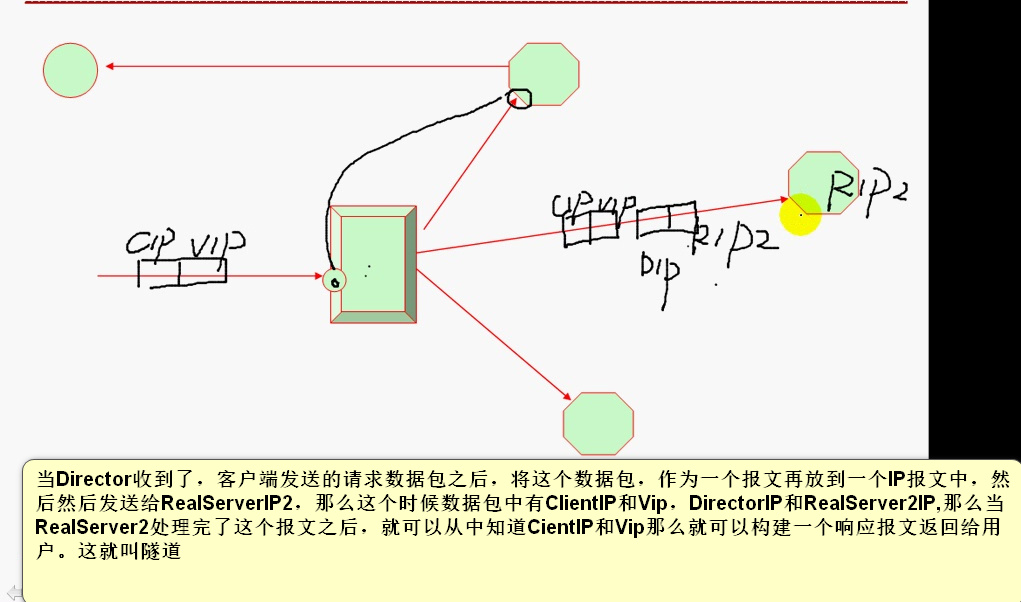 RIP2
CIP VIP
CIP VIP
RIP2
DIP
当Director收到了，客户端发送的请求数据包之后，将这个数据包，作为一个报文再放到一个IP报文中，然
后然后发送给RealServerIP2，那么这个时候数据包中有ClientIP和Vip，DirectorIP和RealServer2IP,那么当
RealServer2处理完了这个报文之后，就可以从中知道CientIP和Vip那么就可以构建一个响应报文返回给用
户。这就叫隧道